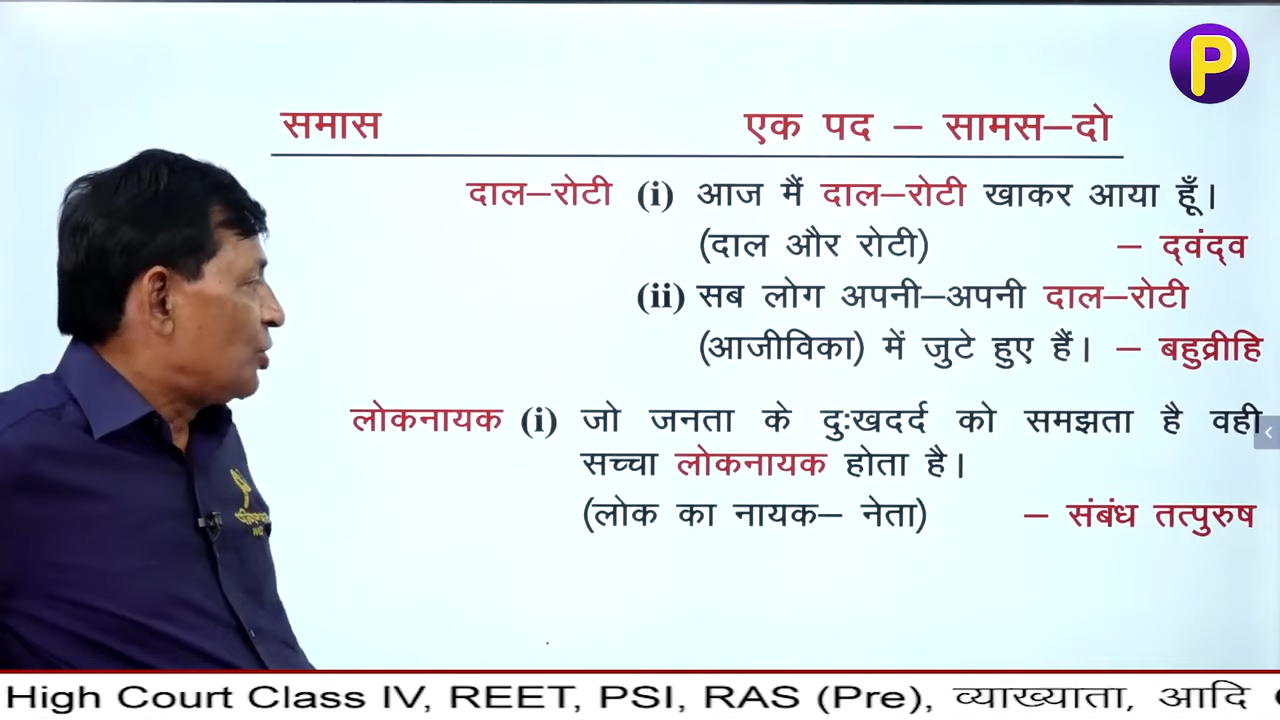 P
समास एक पद – सामस–दो
दाल–रोटी (i) आज मैं दाल–रोटी खाकर आया हूँ।
(दाल और रोटी) – द्वंद्व
(ii) सब लोग अपनी–अपनी दाल–रोटी
(आजीविका) में जुटे हुए हैं। – बहुव्रीहि
लोकनायक (i) जो जनता के दुःखदर्द को समझता है वही
सच्चा लोकनायक होता है।
(लोक का नायक– नेता) – संबंध तत्पुरुष
High Court Class IV, REET, PSI, RAS (Pre), व्याख्याता, आदि